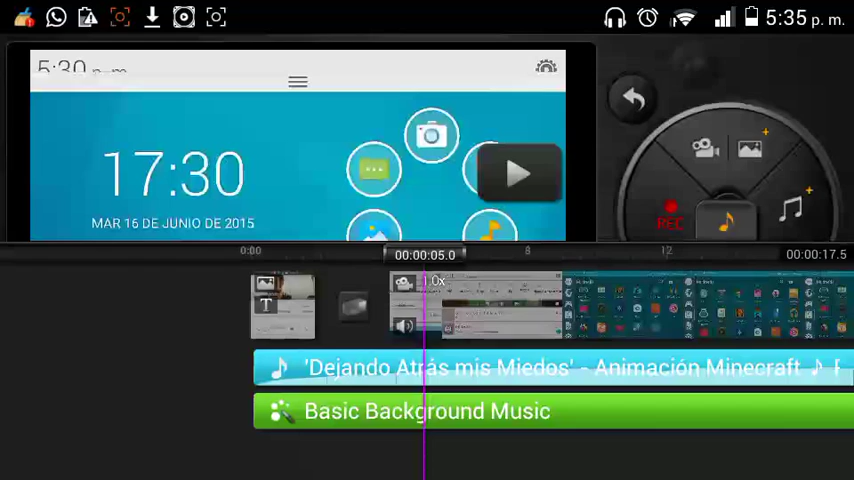 5:35 p. m.
5:30 p. m.
17:30
MAR 16 DE JUNIO DE 2015
REC
0:00
00:00:05.0
8
12
00:00:17.5
1.0x
T
'Dejando Atrás mis Miedos' - Animación Minecraft ♪ F
Basic Background Music